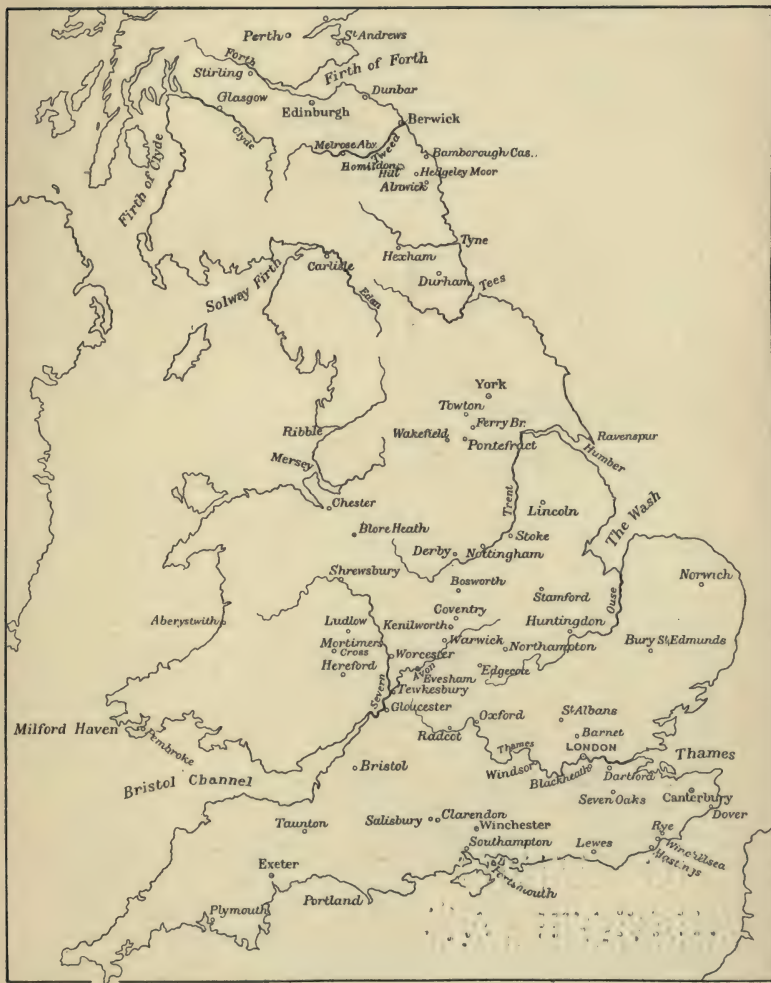 Perth
St Andrews
Forth
Stirling
Firth of Forth
Glasgow
Dunbar
Edinburgh
Clyde
Berwick
Melrose Aby.
Tweed
Firth of Clyde
Homildon
Hill
Bamborough Cas..
Hedgeley Moor
Alnwick
Tyne
Hexham
Carlisle
Solway Firth
Durham
Tees
Eden
York
Towton
Ferry Br.
Ribble
Wakefield
Pontefract
Ravenspur
Humber
Mersey
Chester
Trent
Lincoln
The Wash
Blore Heath
Stoke
Derby
Nottingham
Shrewsbury
Bosworth
Stamford
Ouse
Norwich
Aberystwith
Ludlow
Coventry
Kenilworth
Huntingdon
Mortimers
Cross
Warwick
Northampton
Bury St. Edmunds
Worcester
Hereford
Avon
Evesham
Edgecote
Severn
Tewkesbury
Gloucester
St Albans
Milford Haven
Pembroke
Oxford
Radcot
Barnet
Thames
LONDON
Thames
Windsor
Blackheath
Dartford
Bristol Channel
Bristol
Seven Oaks
Canterbury
Dover
Taunton
Salisbury
Clarendon
Winchester
Rye
Southampton
Lewes
Winchelsea
Hastings
Exeter
Portsmouth
Portland
Plymouth